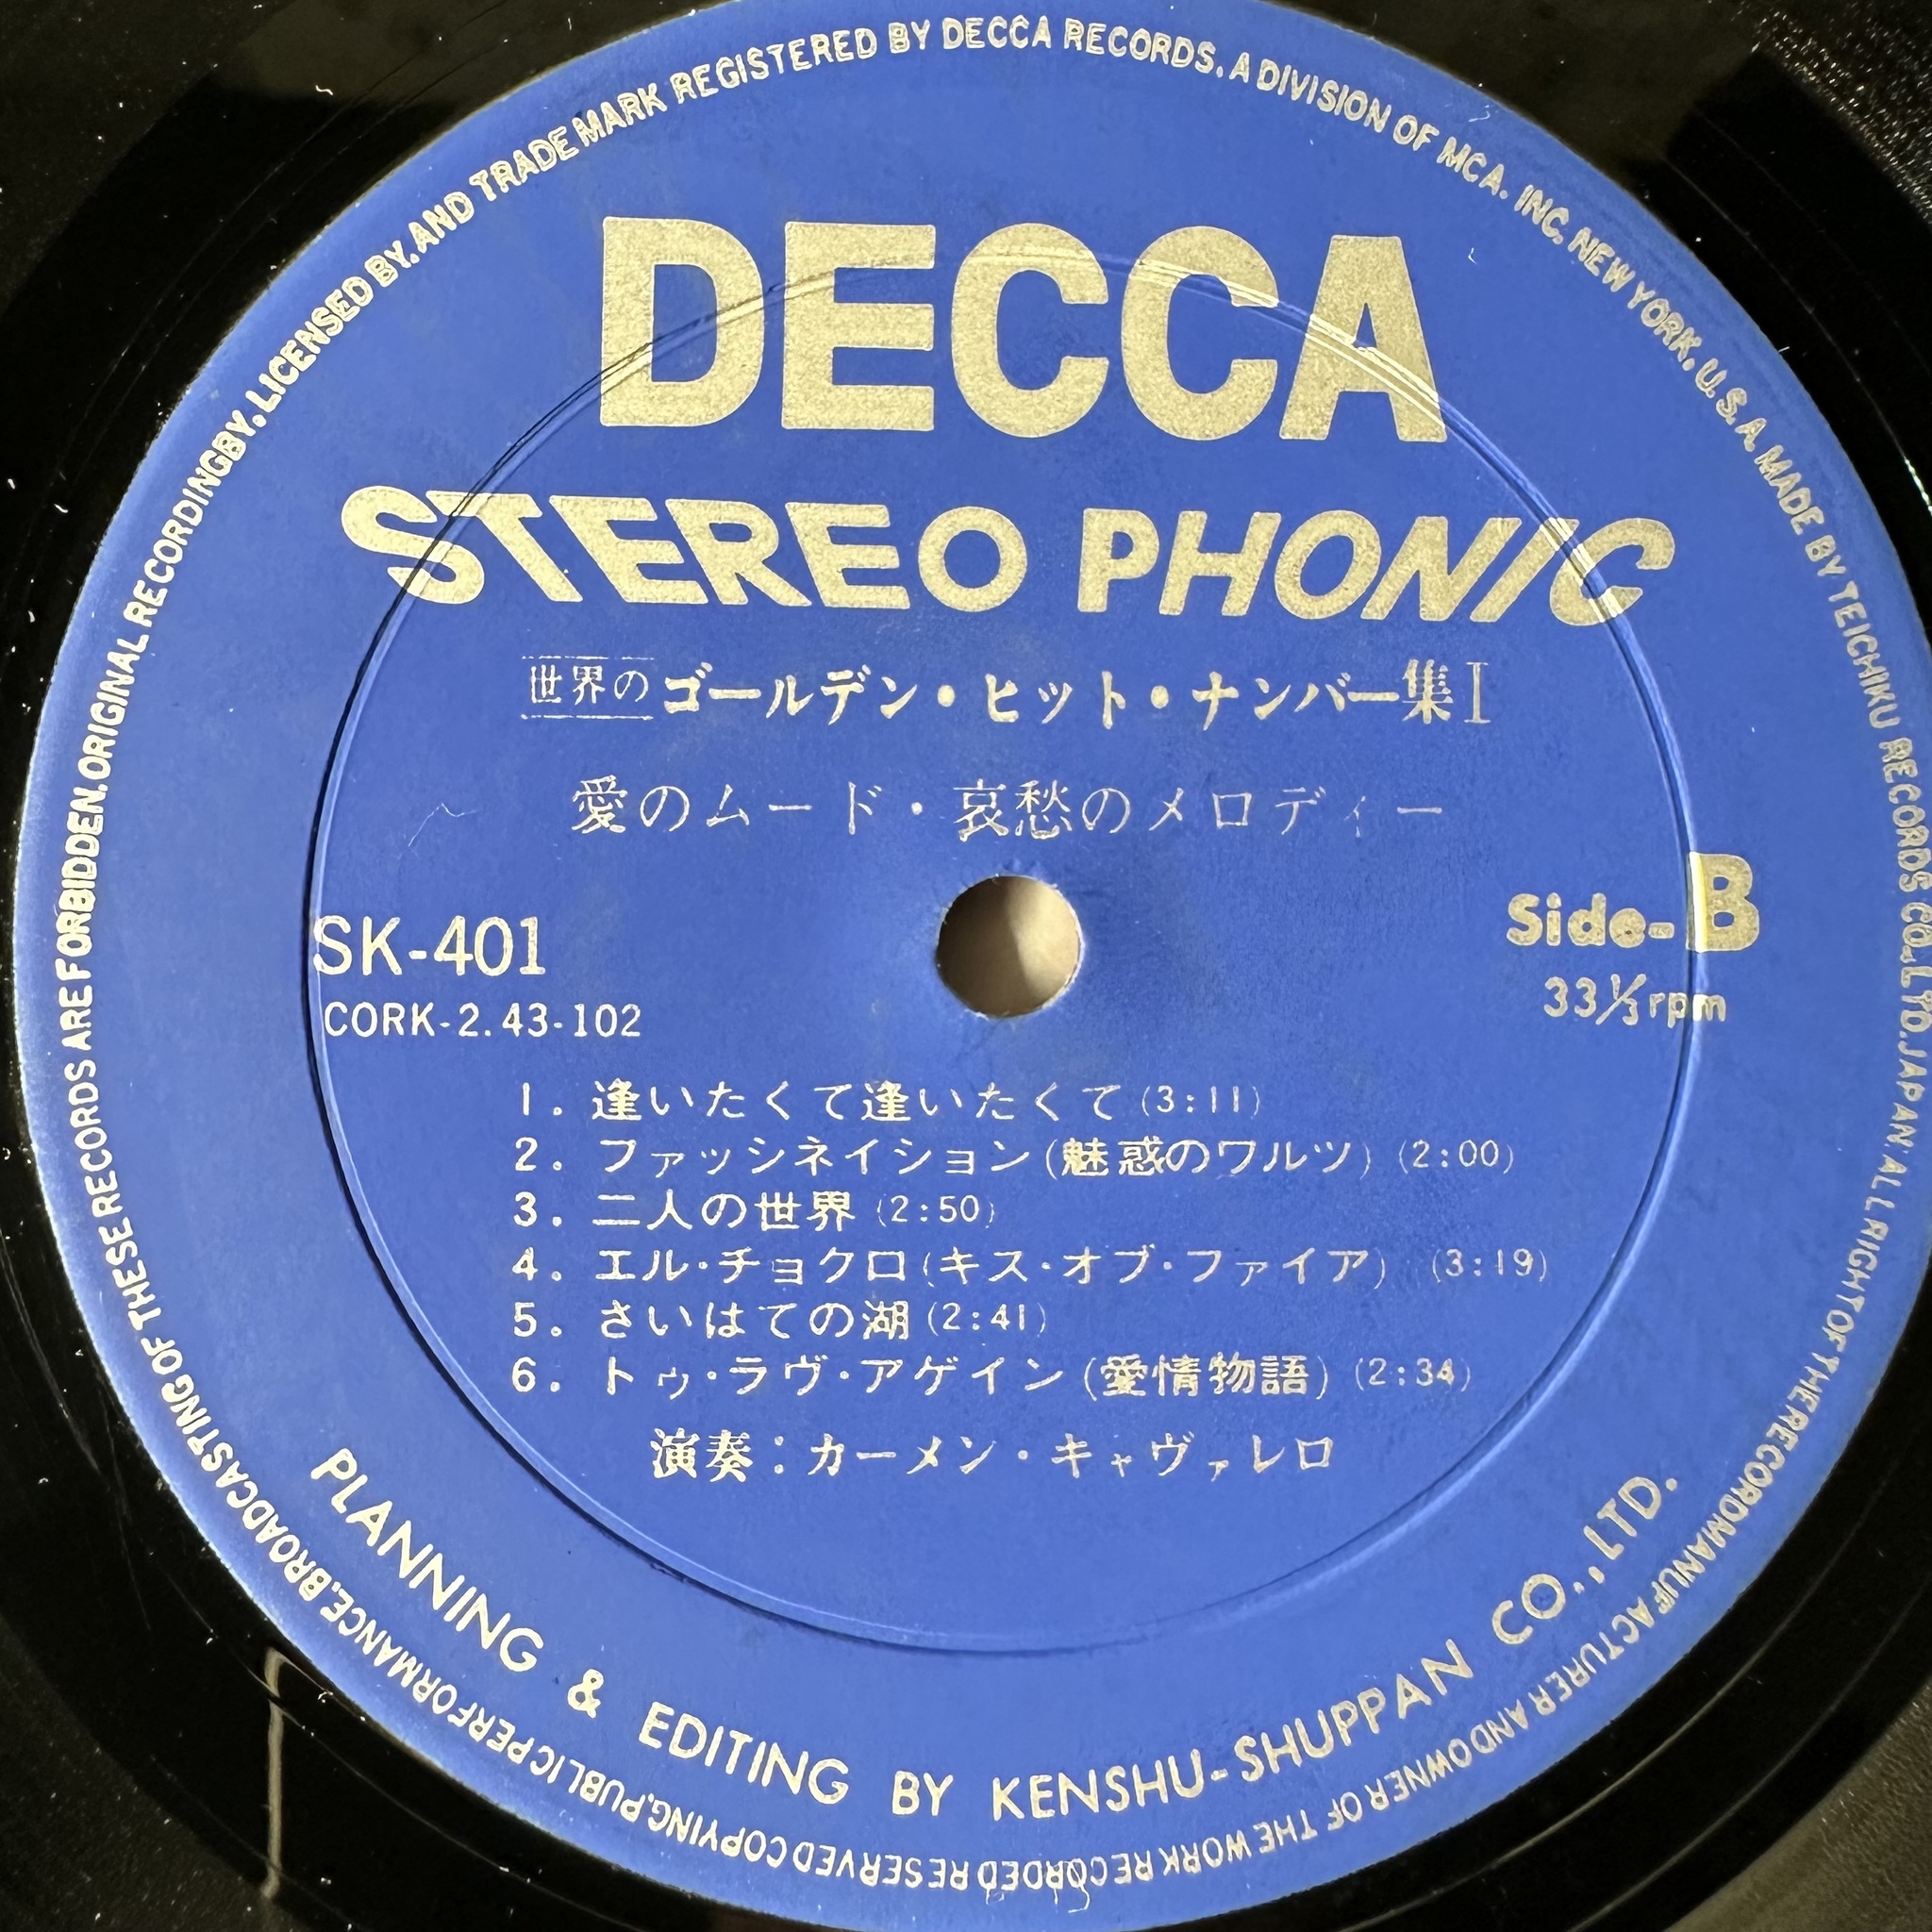 ORIGINAL RECORDINGBY. LICENSED BY. AND TRADE MARK REGISTERED BY DECCA RECORDS. A DIVISION OF MCA. INC. NEW YORK. U.S.A. MADE BY TEICHIKU RECORDS CO., LTD. JAPAN. ALL RIGHT OF THE RECORD MANUFACTURER AND OWNER OF THE WORK RECORDED RESERVED COPYING, PUBLIC PERFORMANCE, BROADCASTING OF THESE RECORDS ARE FORBIDDEN.
DECCA
STEREO PHONIC
世界のゴールデン・ヒット・ナンバー集I
愛のムード・哀愁のメロディー
SK-401
CORK-2.43-102
Side-B
33⅓rpm
1. 逢いたくて逢いたくて (3:11)
2. ファッシネイション (魅惑のワルツ) (2:00)
3. 二人の世界 (2:50)
4. エル・チョクロ (キス・オブ・ファイア) (3:19)
5. さいはての湖 (2:41)
6. トゥ・ラヴ・アゲイン (愛情物語) (2:34)
演奏：カーメン・キャヴァレロ
PLANNING & EDITING BY KENSHU-SHUPPAN CO.,LTD.